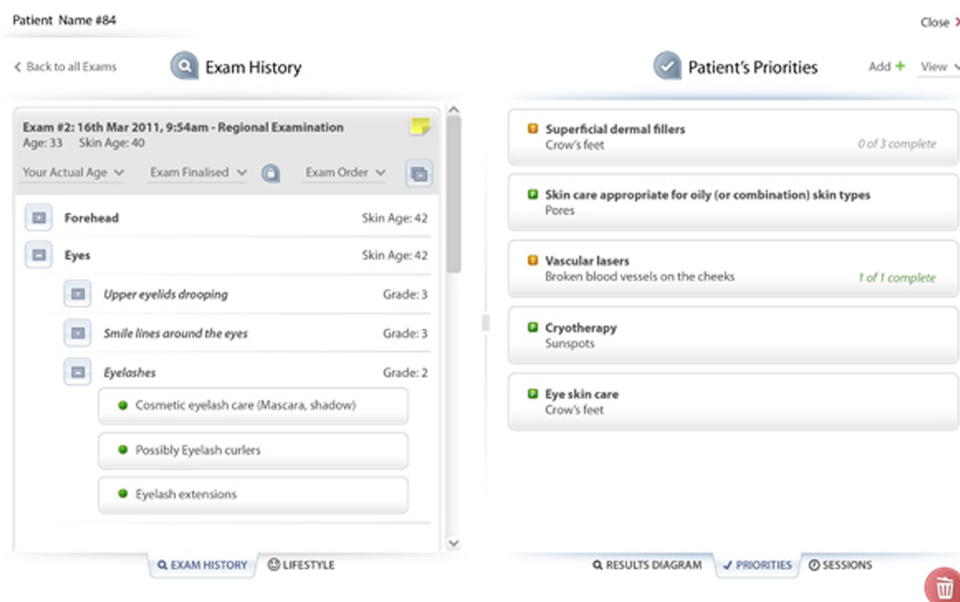 Patient Name #84
Close
Back to all Exams
Exam History
Patient's Priorities
Add
View
Exam #2: 16th Mar 2011, 9:54am - Regional Examination
Age: 33 Skin Age: 40
Your Actual Age
Exam Finalised
Exam Order
Forehead
Skin Age: 42
Eyes
Skin Age: 42
Upper eyelids drooping
Grade: 3
Smile lines around the eyes
Grade: 3
Eyelashes
Grade: 2
Cosmetic eyelash care (Mascara, shadow)
Possibly Eyelash curlers
Eyelash extensions
Superficial dermal fillers
Crow's feet
0 of 3 complete
P Skin care appropriate for oily (or combination) skin types
Pores
Vascular lasers
Broken blood vessels on the cheeks
1 of 1 complete
P Cryotherapy
Sunspots
P Eye skin care
Crow's feet
EXAM HISTORY
LIFESTYLE
RESULTS DIAGRAM
PRIORITIES
SESSIONS